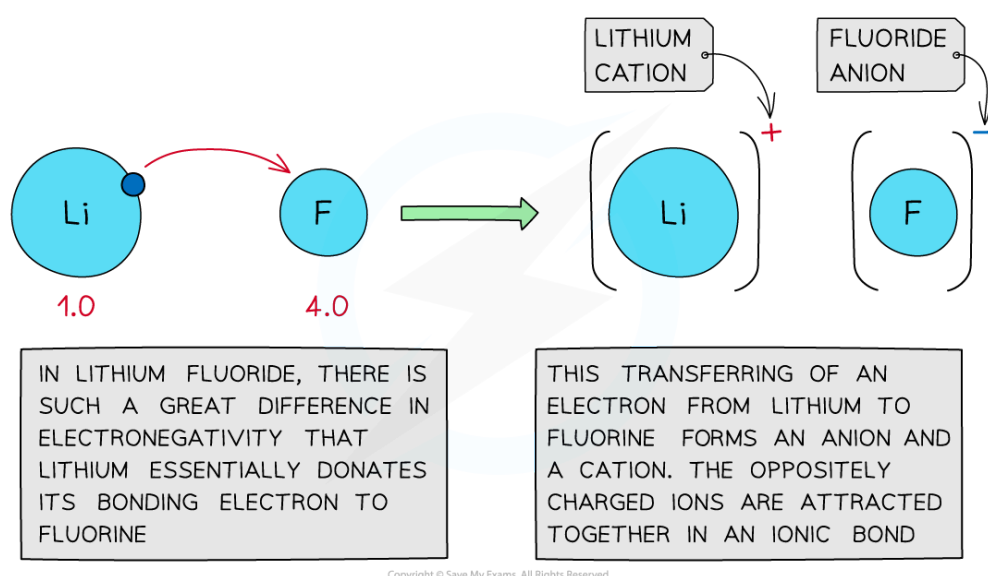 LITHIUM
CATION
FLUORIDE
ANION
+
−
Li
F
Li
F
1.0
4.0
IN LITHIUM FLUORIDE, THERE IS
SUCH A GREAT DIFFERENCE IN
ELECTRONEGATIVITY THAT
LITHIUM ESSENTIALLY DONATES
ITS BONDING ELECTRON TO
FLUORINE
THIS TRANSFERRING OF AN
ELECTRON FROM LITHIUM TO
FLUORINE FORMS AN ANION AND
A CATION. THE OPPOSITELY
CHARGED IONS ARE ATTRACTED
TOGETHER IN AN IONIC BOND
Copyright © Save My Exams. All Rights Reserved